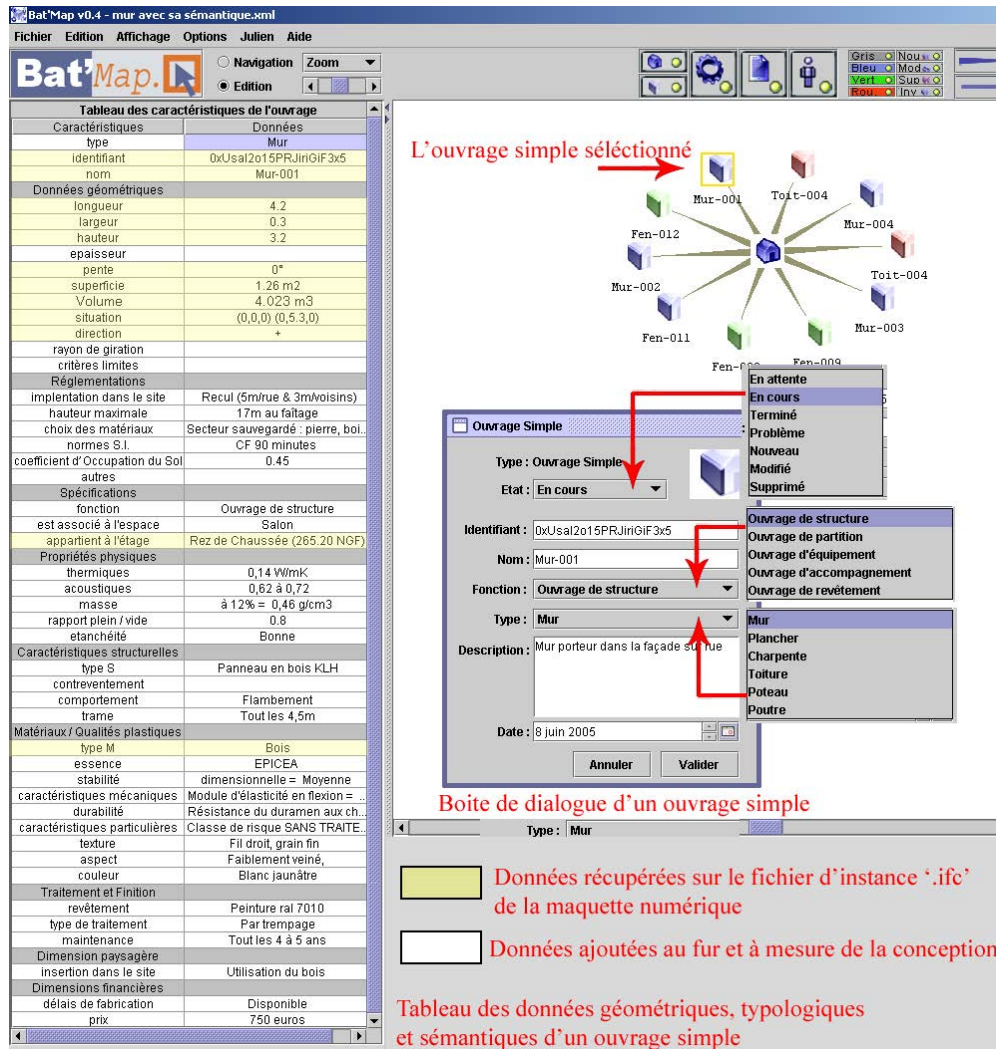 Bat'Map v0.4 - mur avec sa sémantique.xml
Fichier Edition Affichage Options Julien Aide
Bat'Map.
Navigation Zoom
Edition
Gris Nou
Bleu Mod
Vert Sup
Rou. Inv
Tableau des caractéristiques de l'ouvrage
Caractéristiques Données
type Mur
identifiant 0xUsal2o15PRJiriGiF3x5
nom Mur-001
Données géométriques
longueur 4.2
largeur 0.3
hauteur 3.2
epaisseur
pente 0°
superficie 1.26 m2
Volume 4.023 m3
situation (0,0,0) (0,5.3,0)
direction +
rayon de giration
critères limites
Réglementations
implentation dans le site Recul (5m/rue & 3m/voisins)
hauteur maximale 17m au faîtage
choix des matériaux Secteur sauvegardé : pierre, boi..
normes S.I. CF 90 minutes
coefficient d'Occupation du Sol 0.45
autres
Spécifications
fonction Ouvrage de structure
est associé à l'espace Salon
appartient à l'étage Rez de Chaussée (265.20 NGF)
Propriétés physiques
thermiques 0,14 W/mK
acoustiques 0,62 à 0,72
masse à 12% = 0,46 g/cm3
rapport plein / vide 0.8
etanchéité Bonne
Caractéristiques structurelles
type S Panneau en bois KLH
contreventement
comportement Flambement
trame Tout les 4,5m
Matériaux / Qualités plastiques
type M Bois
essence EPICEA
stabilité dimensionnelle = Moyenne
caractéristiques mécaniques Module d'élasticité en flexion = ...
durabilité Résistance du duramen aux ch...
caractéristiques particulières Classe de risque SANS TRAITE...
texture Fil droit, grain fin
aspect Faiblement veiné,
couleur Blanc jaunâtre
Traitement et Finition
revêtement Peinture ral 7010
type de traitement Par trempage
maintenance Tout les 4 à 5 ans
Dimension paysagère
insertion dans le site Utilisation du bois
Dimensions financières
délais de fabrication Disponible
prix 750 euros
L'ouvrage simple séléctionné
Mur-001
Toit-004
Mur-004
Fen-012
Toit-004
Mur-002
Mur-003
Fen-011
Fen-009
Ouvrage Simple
Type : Ouvrage Simple
Etat : En cours
Identifiant : 0xUsal2o15PRJiriGiF3x5
Nom : Mur-001
Fonction : Ouvrage de structure
Type : Mur
Description : Mur porteur dans la façade sur rue
Date : 8 juin 2005
Annuler Valider
En attente
En cours
Terminé
Problème
Nouveau
Modifié
Supprimé
Ouvrage de structure
Ouvrage de partition
Ouvrage d'équipement
Ouvrage d'accompagnement
Ouvrage de revêtement
Mur
Plancher
Charpente
Toiture
Poteau
Poutre
Boite de dialogue d'un ouvrage simple
Type : Mur
Données récupérées sur le fichier d'instance '.ifc'
de la maquette numérique
Données ajoutées au fur et à mesure de la conception
Tableau des données géométriques, typologiques
et sémantiques d'un ouvrage simple